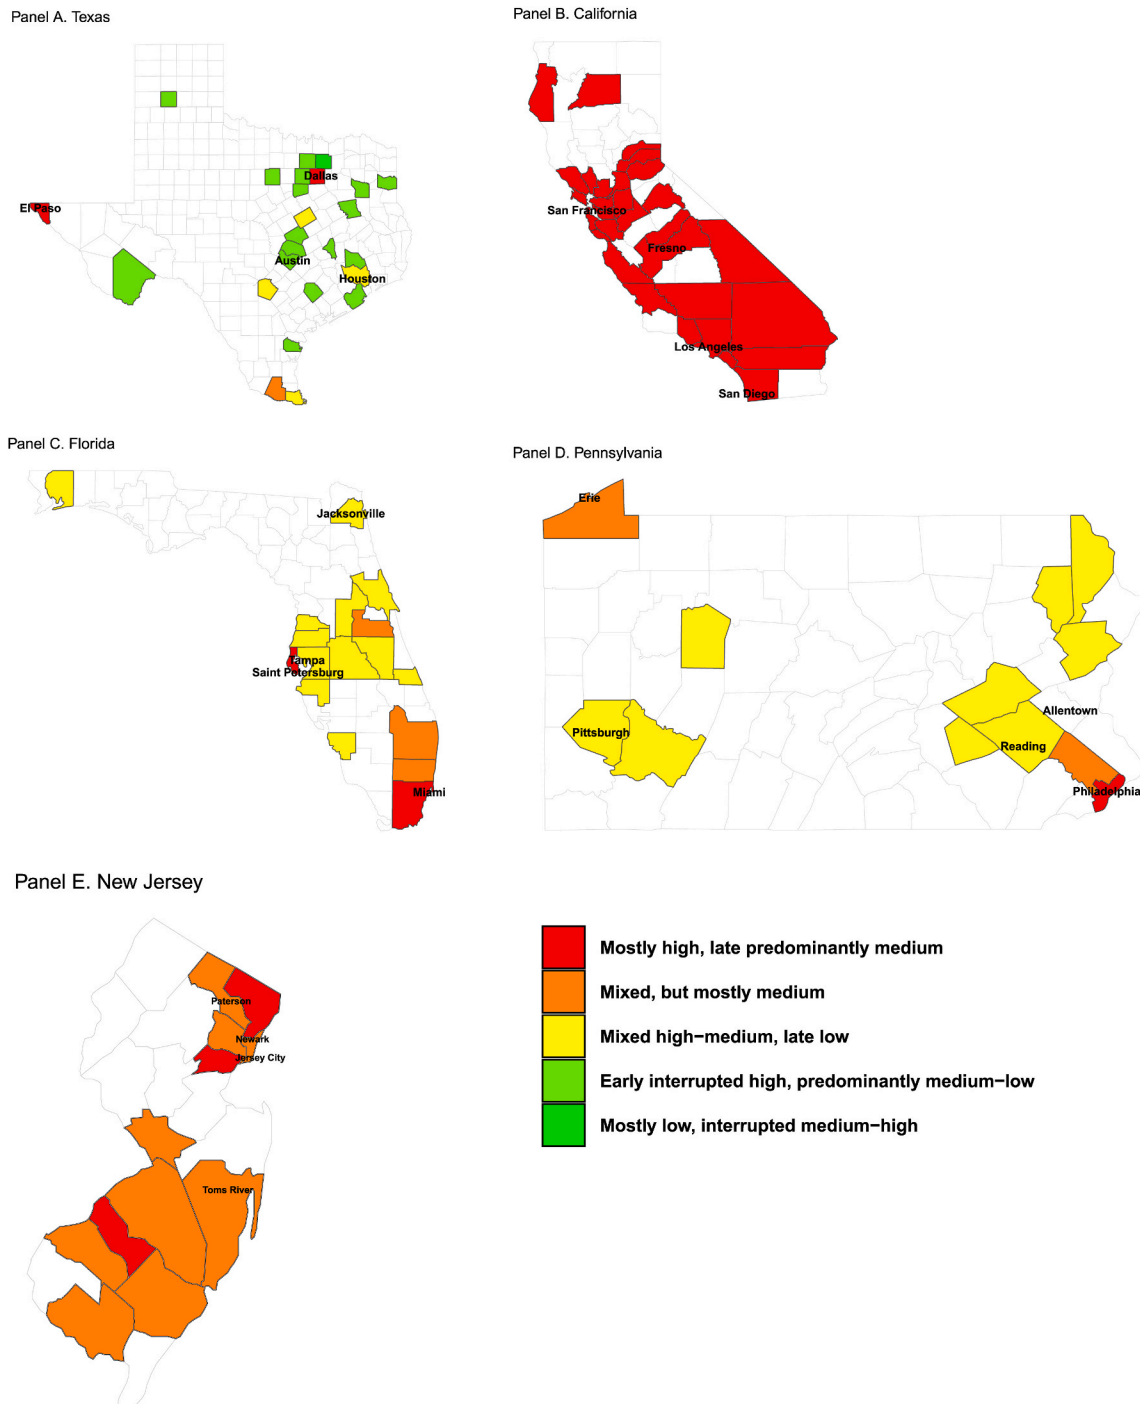 Panel A. Texas
Dallas
El Paso
Austin
Houston
Panel B. California
San Francisco
Fresno
Los Angeles
San Diego
Panel C. Florida
Jacksonville
Tampa
Saint Petersburg
Miami
Panel D. Pennsylvania
Erie
Allentown
Pittsburgh
Reading
Philadelphia
Panel E. New Jersey
Paterson
Newark
Jersey City
Toms River
Mostly high, late predominantly medium
Mixed, but mostly medium
Mixed high−medium, late low
Early interrupted high, predominantly medium−low
Mostly low, interrupted medium−high